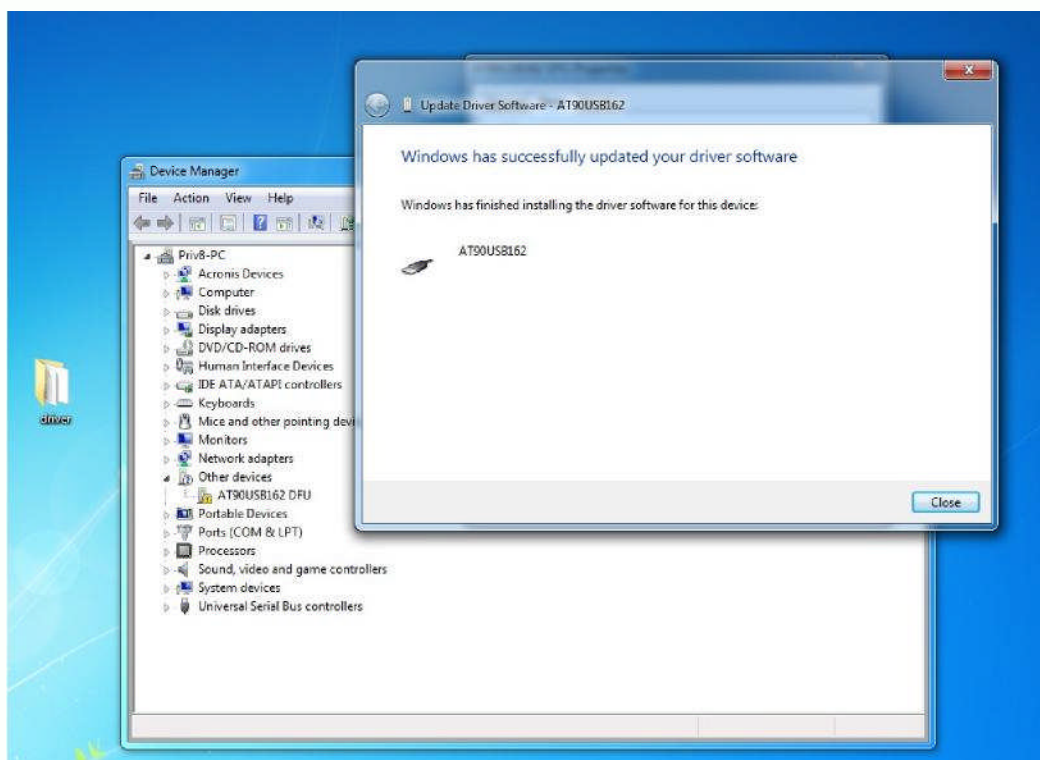 Update Driver Software - AT90USB162
Windows has successfully updated your driver software
Windows has finished installing the driver software for this device:
AT90USB162
Close
Device Manager
File Action View Help
Priv8-PC
Acronis Devices
Computer
Disk drives
Display adapters
DVD/CD-ROM drives
Human Interface Devices
IDE ATA/ATAPI controllers
Keyboards
Mice and other pointing devi
Monitors
Network adapters
Other devices
AT90USB162 DFU
Portable Devices
Ports (COM & LPT)
Processors
Sound, video and game controllers
System devices
Universal Serial Bus controllers
driver